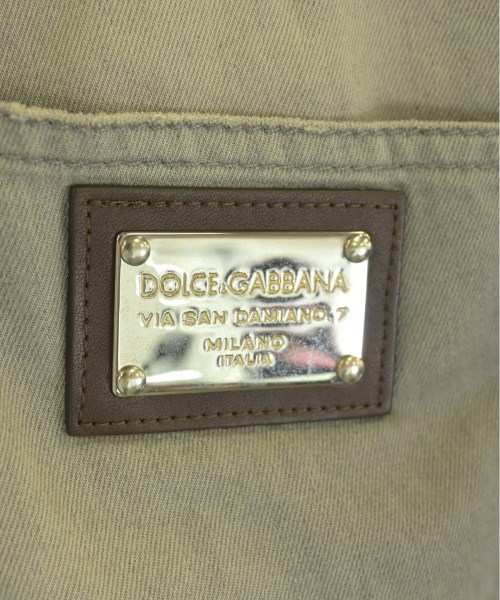 DOLCE&GABBANA
VIA SAN DAMIANO, 7
MILANO
ITALIA